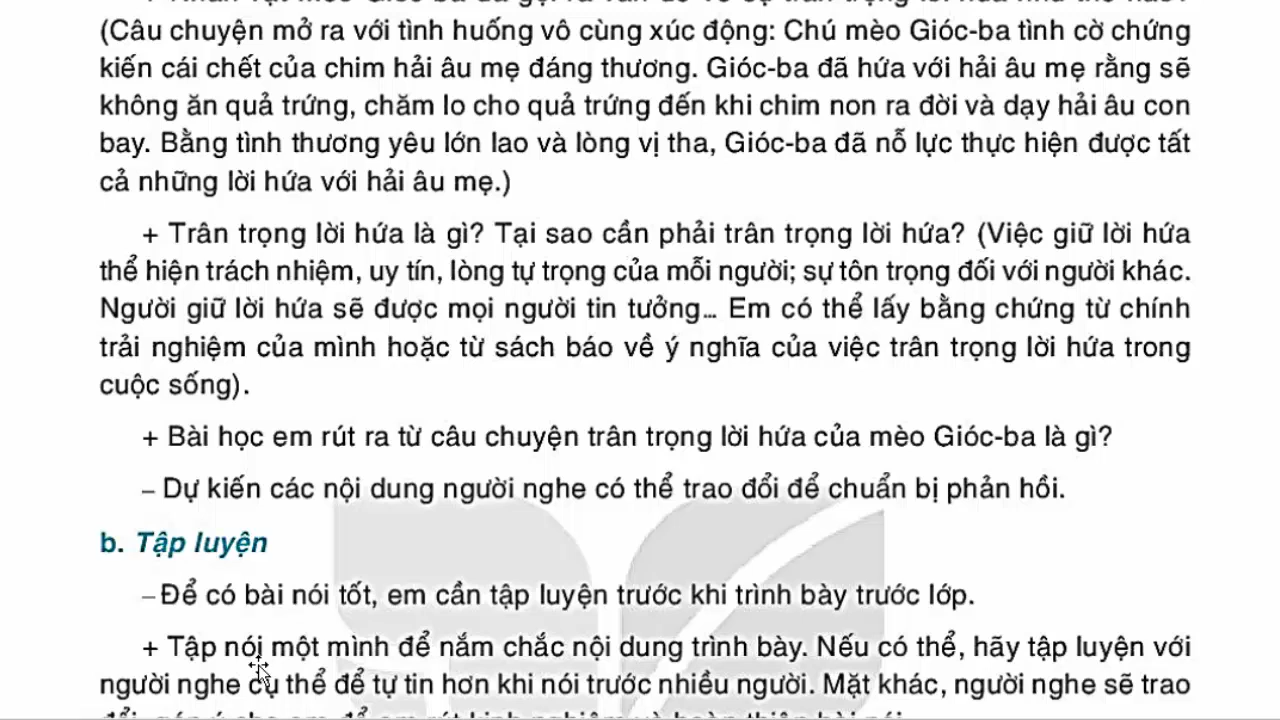 (Câu chuyện mở ra với tình huống vô cùng xúc động: Chú mèo Gióc-ba tình cờ chứng
kiến cái chết của chim hải âu mẹ đáng thương. Gióc-ba đã hứa với hải âu mẹ rằng sẽ
không ăn quả trứng, chăm lo cho quả trứng đến khi chim non ra đời và dạy hải âu con
bay. Bằng tình thương yêu lớn lao và lòng vị tha, Gióc-ba đã nỗ lực thực hiện được tất
cả những lời hứa với hải âu mẹ.)
+ Trân trọng lời hứa là gì? Tại sao cần phải trân trọng lời hứa? (Việc giữ lời hứa
thể hiện trách nhiệm, uy tín, lòng tự trọng của mỗi người; sự tôn trọng đối với người khác.
Người giữ lời hứa sẽ được mọi người tin tưởng... Em có thể lấy bằng chứng từ chính
trải nghiệm của mình hoặc từ sách báo về ý nghĩa của việc trân trọng lời hứa trong
cuộc sống).
+ Bài học em rút ra từ câu chuyện trân trọng lời hứa của mèo Gióc-ba là gì?
– Dự kiến các nội dung người nghe có thể trao đổi để chuẩn bị phản hồi.
b. Tập luyện
– Để có bài nói tốt, em cần tập luyện trước khi trình bày trước lớp.
+ Tập nói một mình để nắm chắc nội dung trình bày. Nếu có thể, hãy tập luyện với
người nghe cụ thể để tự tin hơn khi nói trước nhiều người. Mặt khác, người nghe sẽ trao